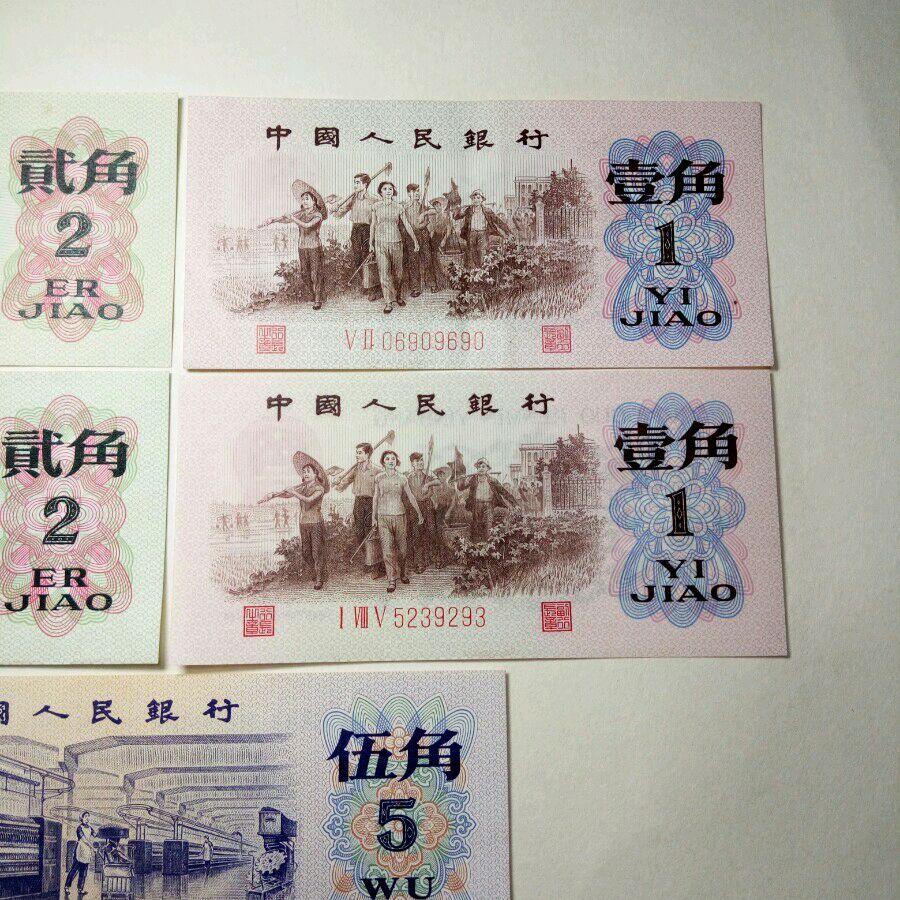 中國人民銀行
貳角
2
ER
JIAO
壹角
1
YI
JIAO
VII 06909690
中國人民銀行
貳角
2
ER
JIAO
壹角
1
YI
JIAO
I VIII V 5239293
國人民銀行
伍角
5
WU